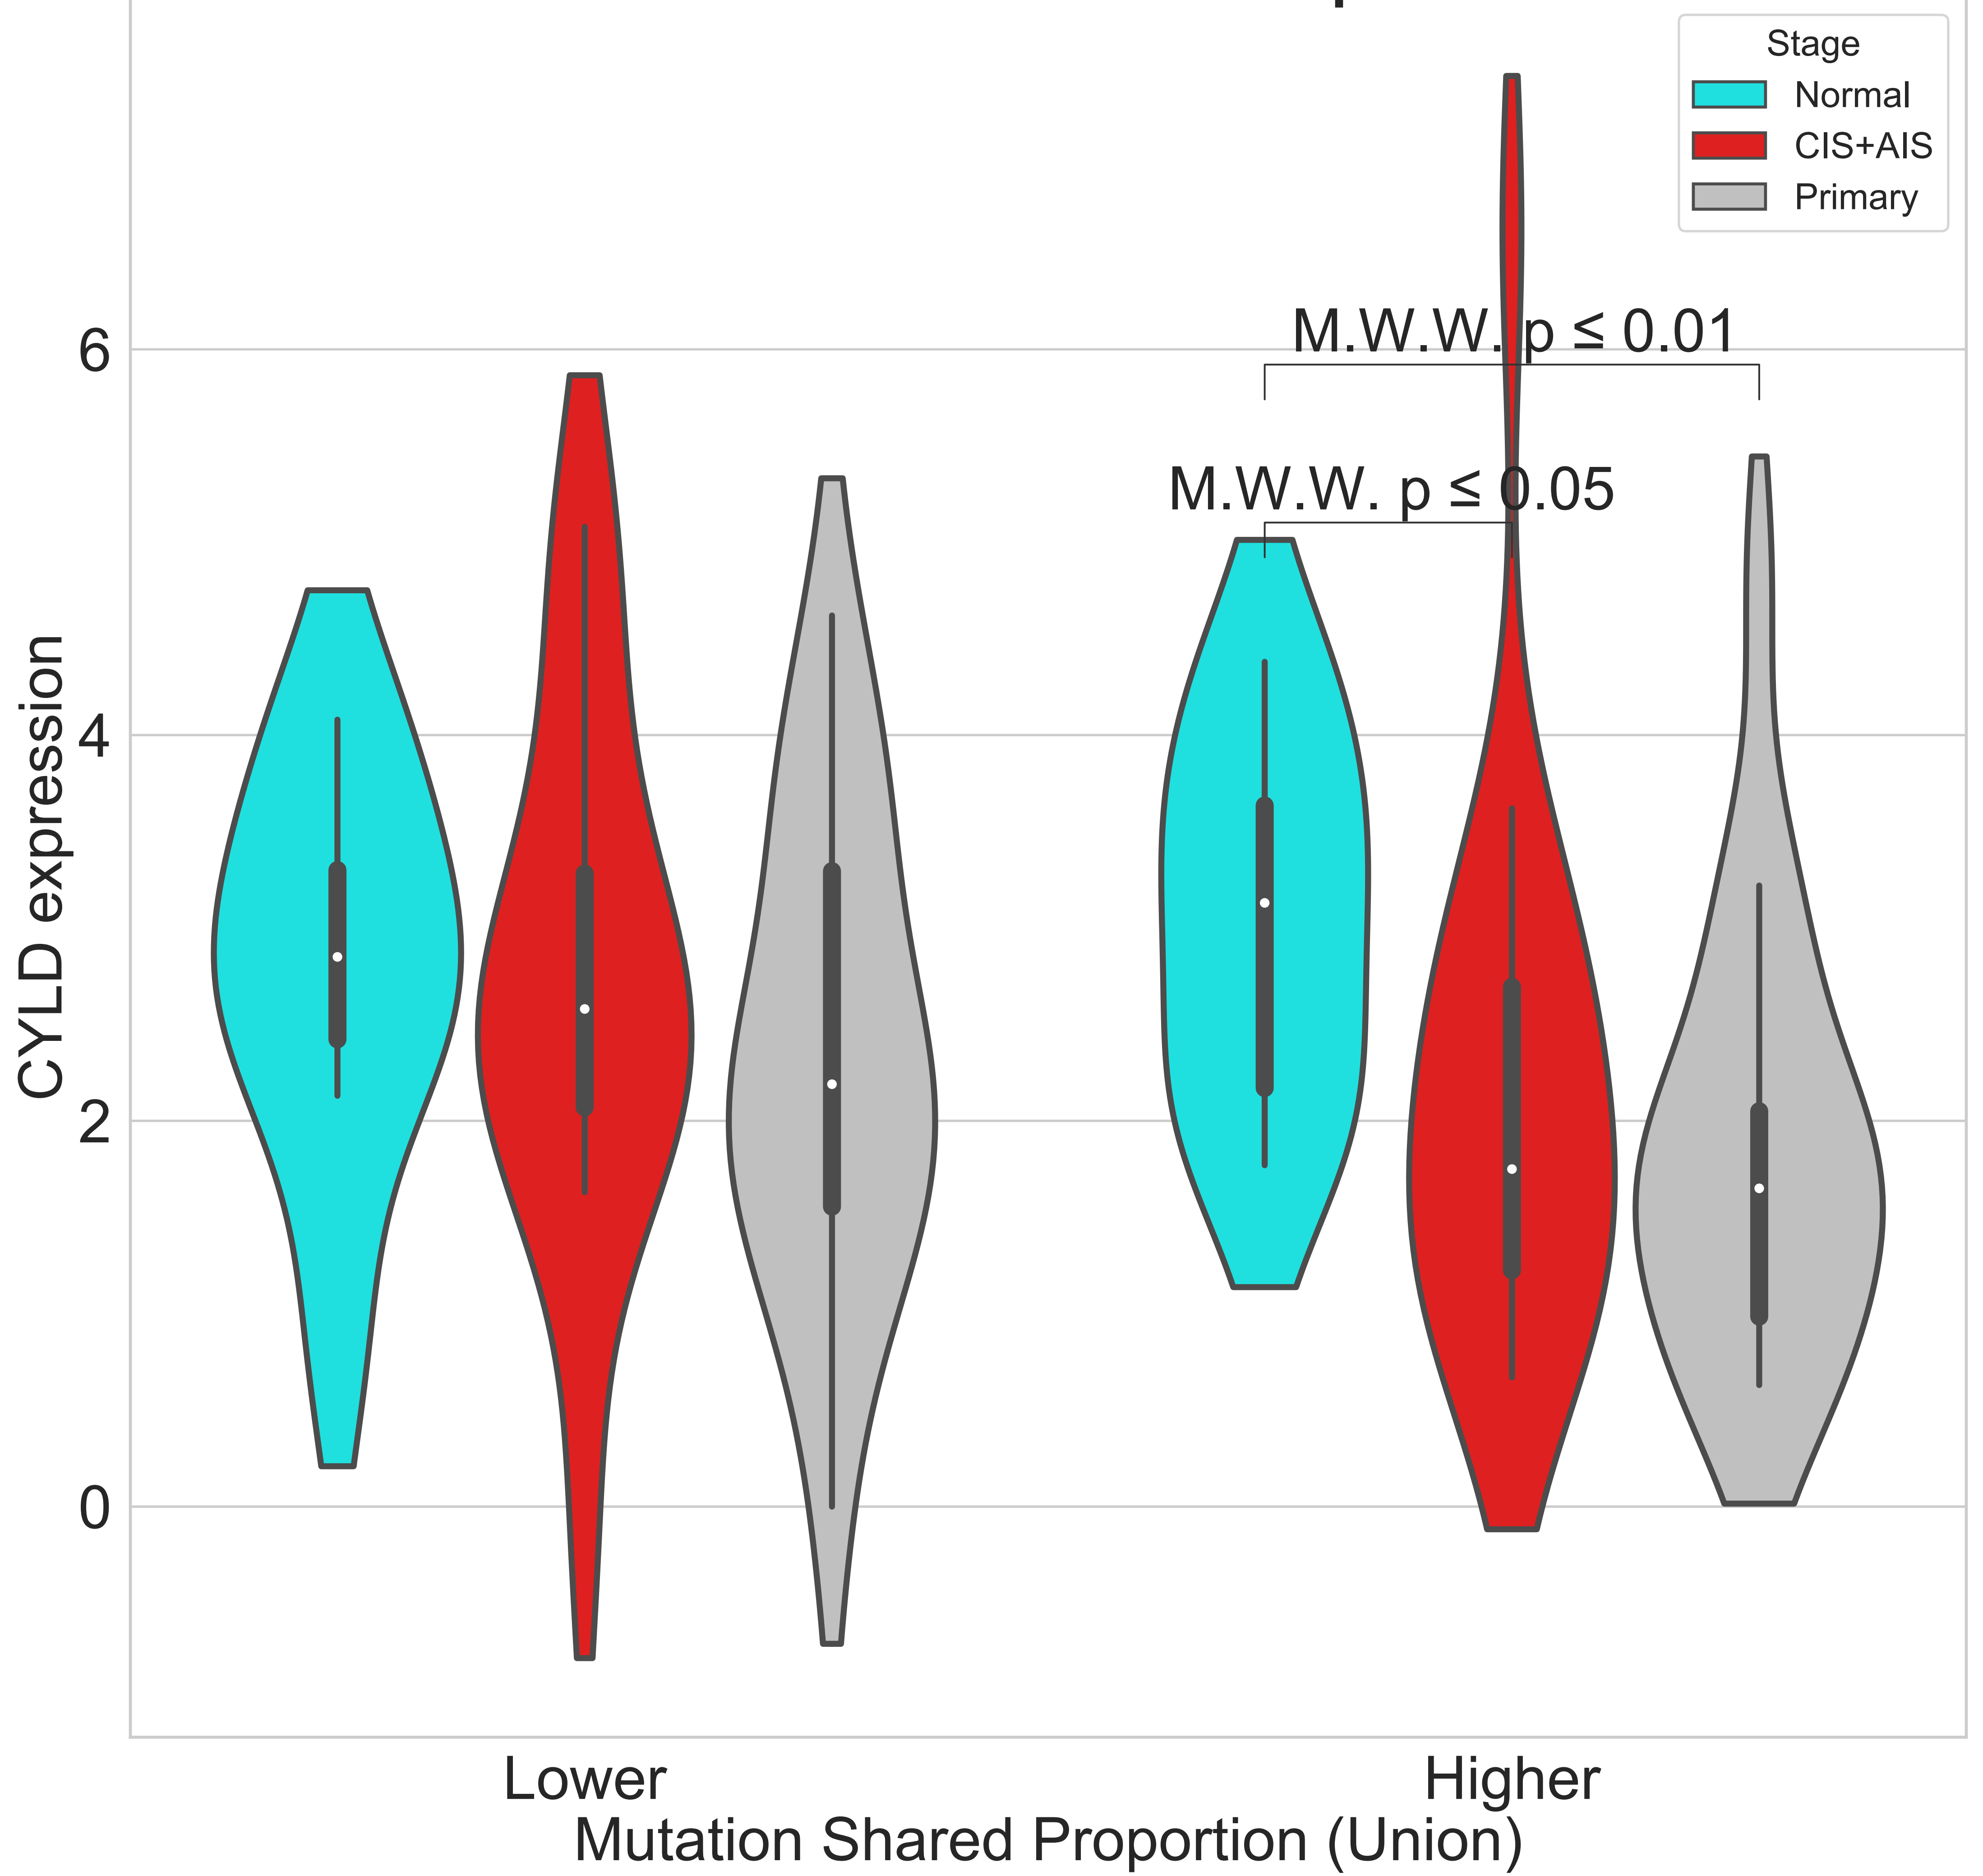 Stage
Normal
CIS+AIS
Primary
M.W.W. p ≤ 0.01
M.W.W. p ≤ 0.05
6
4
2
0
CYLD expression
Lower
Higher
Mutation Shared Proportion (Union)